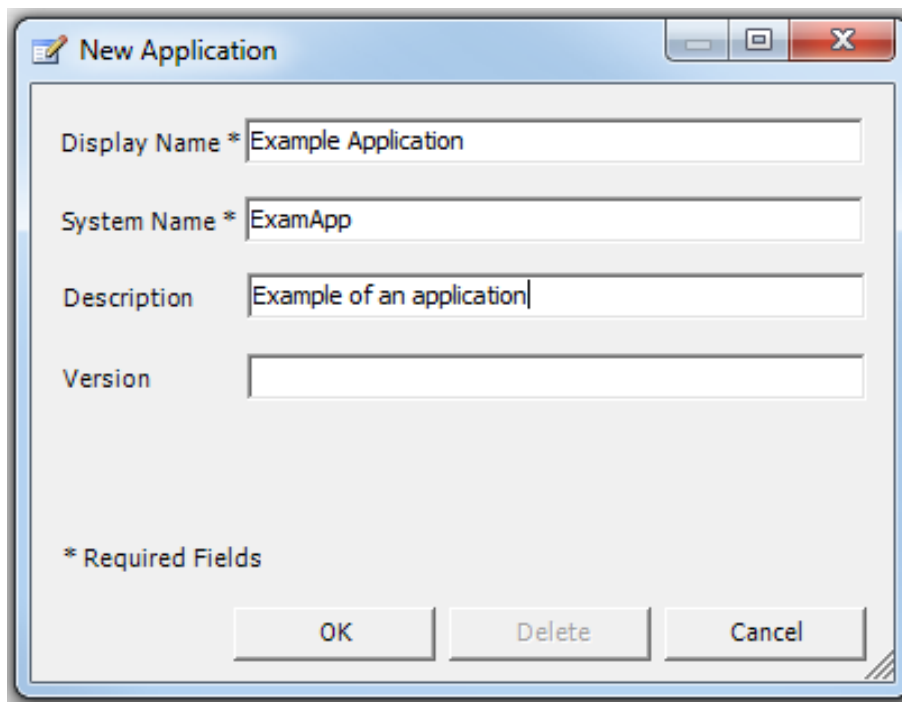 New Application
Display Name * Example Application
System Name * ExamApp
Description Example of an application
Version
* Required Fields
OK Delete Cancel